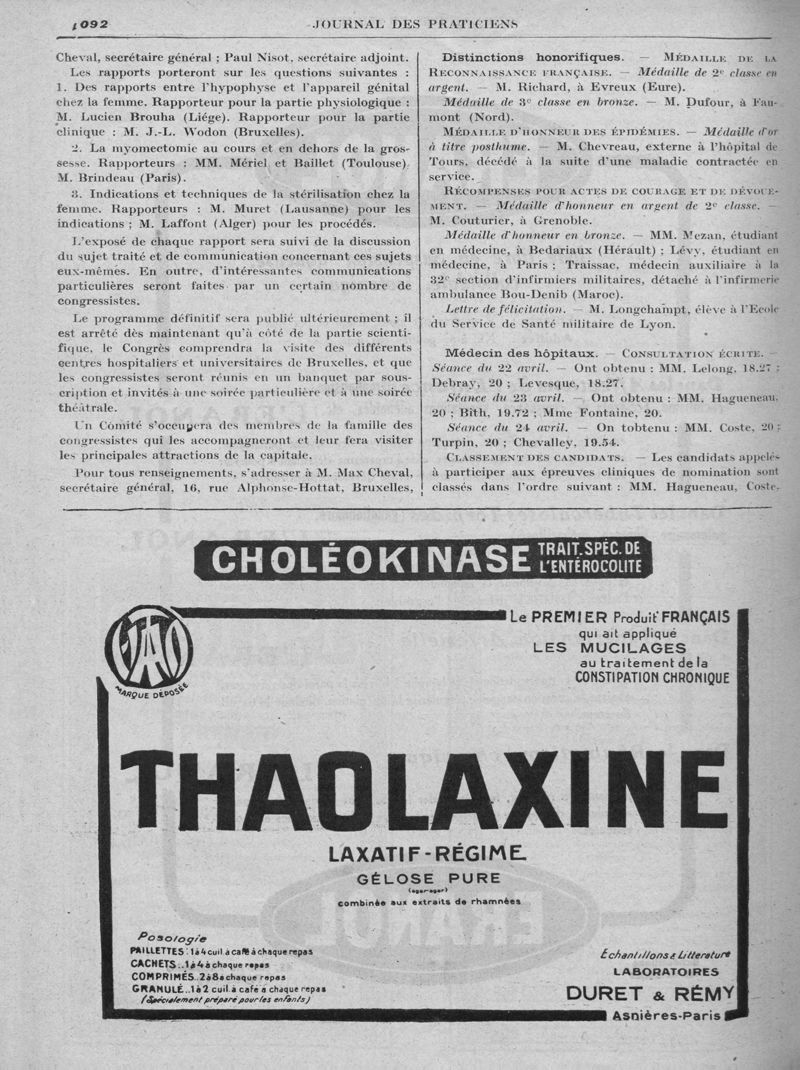 1092
JOURNAL DES PRATICIENS
Cheval, secrétaire général ; Paul Nisot, secrétaire adjoint.
Les rapports porteront sur les questions suivantes :
1. Des rapports entre l'hypophyse et l'appareil génital
chez la femme. Rapporteur pour la partie physiologique :
M. Lucien Brouha (Liége). Rapporteur pour la partie
clinique : M. J.-L. Wodon (Bruxelles).
2. La myomectomie au cours et en dehors de la gros-
sesse. Rapporteurs : MM. Mériel et Baillet (Toulouse)
M. Brindeau (Paris).
3. Indications et techniques de la stérilisation chez la
femme. Rapporteurs : M. Muret (Lausanne) pour les
indications ; M. Laffont (Alger) pour les procédés.
L'exposé de chaque rapport sera suivi de la discussion
du sujet traité et de communication concernant ces sujets
eux-mêmes. En outre, d'intéressantes communications
particulières seront faites par un certain nombre de
congressistes.
Le programme définitif sera publié ultérieurement ; il
est arrêté dès maintenant qu'à côté de la partie scienti-
fique, le Congrès comprendra la visite des différents
centres hospitaliers et universitaires de Bruxelles, et que
les congressistes seront réunis en un banquet par sous-
cription et invités à une soirée particulière et à une soirée
théâtrale.
Un Comité s'occupera des membres de la famille des
congressistes qui les accompagneront et leur fera visiter
les principales attractions de la capitale.
Pour tous renseignements, s'adresser à M. Max Cheval,
secrétaire général, 16, rue Alphonse-Hottat, Bruxelles,
Distinctions honorifiques. — MÉDAILLE DE LA
RECONNAISSANCE FRANÇAISE. — Médaille de 2e classe en
argent. — M. Richard, à Evreux (Eure).
Médaille de 3e classe en bronze. — M. Dufour, à Fau-
mont (Nord).
MÉDAILLE D'HONNEUR DES ÉPIDÉMIES. — Médaille d'or
à titre posthume. — M. Chevreau, externe à l'hôpital de
Tours, décédé à la suite d'une maladie contractée en
service.
RÉCOMPENSES POUR ACTES DE COURAGE ET DE DÉVOUE-
MENT. — Médaille d'honneur en argent de 2e classe. —
M. Couturier, à Grenoble.
Médaille d'honneur en bronze. — MM. Mezan, étudiant
en médecine, à Bedariaux (Hérault) ; Lévy, étudiant en
médecine, à Paris ; Traissac, médecin auxiliaire à la
32e section d'infirmiers militaires, détaché à l'infirmerie
ambulance Bou-Denib (Maroc).
Lettre de félicitation. — M. Longchampt, élève à l'Ecole
du Service de Santé militaire de Lyon.
Médecin des hôpitaux. — CONSULTATION ÉCRITE. —
Séance du 22 avril. — Ont obtenu : MM. Lelong, 18.27 ;
Debray, 20 ; Levesque, 18.27.
Séance du 23 avril. — Ont obtenu : MM. Hagueneau,
20 ; Bith, 19.72 ; Mme Fontaine, 20.
Séance du 24 avril. — On tobtenu : MM. Coste, 20 ;
Turpin, 20 ; Chevalley, 19.54.
CLASSEMENT DES CANDIDATS. — Les candidats appelés
à participer aux épreuves cliniques de nomination sont
classés dans l'ordre suivant : MM. Hagueneau, Coste,
CHOLÉOKINASE TRAIT. SPÉC. DE
L'ENTÉROCOLITE
MARQUE DÉPOSÉE
Le PREMIER Produit FRANÇAIS
qui ait appliqué
LES MUCILAGES
au traitement de la
CONSTIPATION CHRONIQUE
THAOLAXINE
LAXATIF-RÉGIME
GÉLOSE PURE
(agar-agar)
combinée aux extraits de rhamnées
Posologie
PAILLETTES : 1 à 4 cuil. à café à chaque repas
CACHETS..1 à 4 à chaque repas
COMPRIMÉS..2 à 8 à chaque repas
GRANULÉ..1 à 2 cuil. à café à chaque repas
(Spécialement préparé pour les enfants)
Échantillons & Littérature
LABORATOIRES
DURET & RÉMY
Asnières-Paris